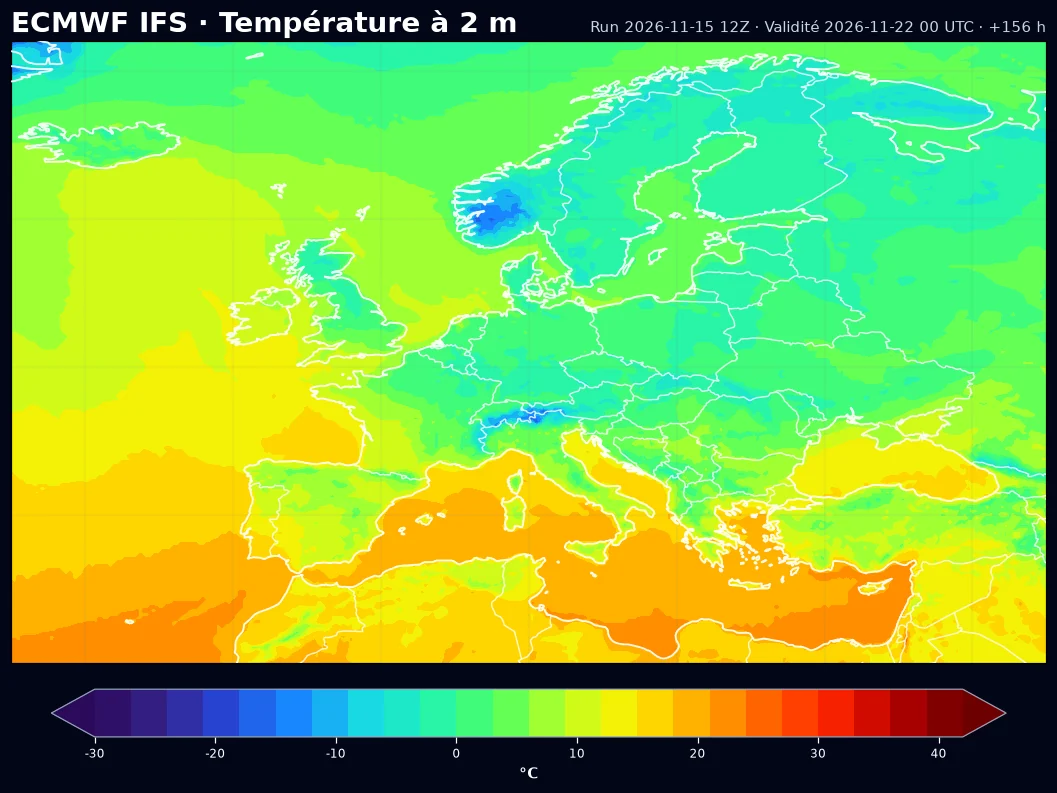 ECMWF IFS · Température à 2 m
Run 2026-11-15 12Z · Validité 2026-11-22 00 UTC · +156 h
-30 -20 -10 0 10 20 30 40
°C